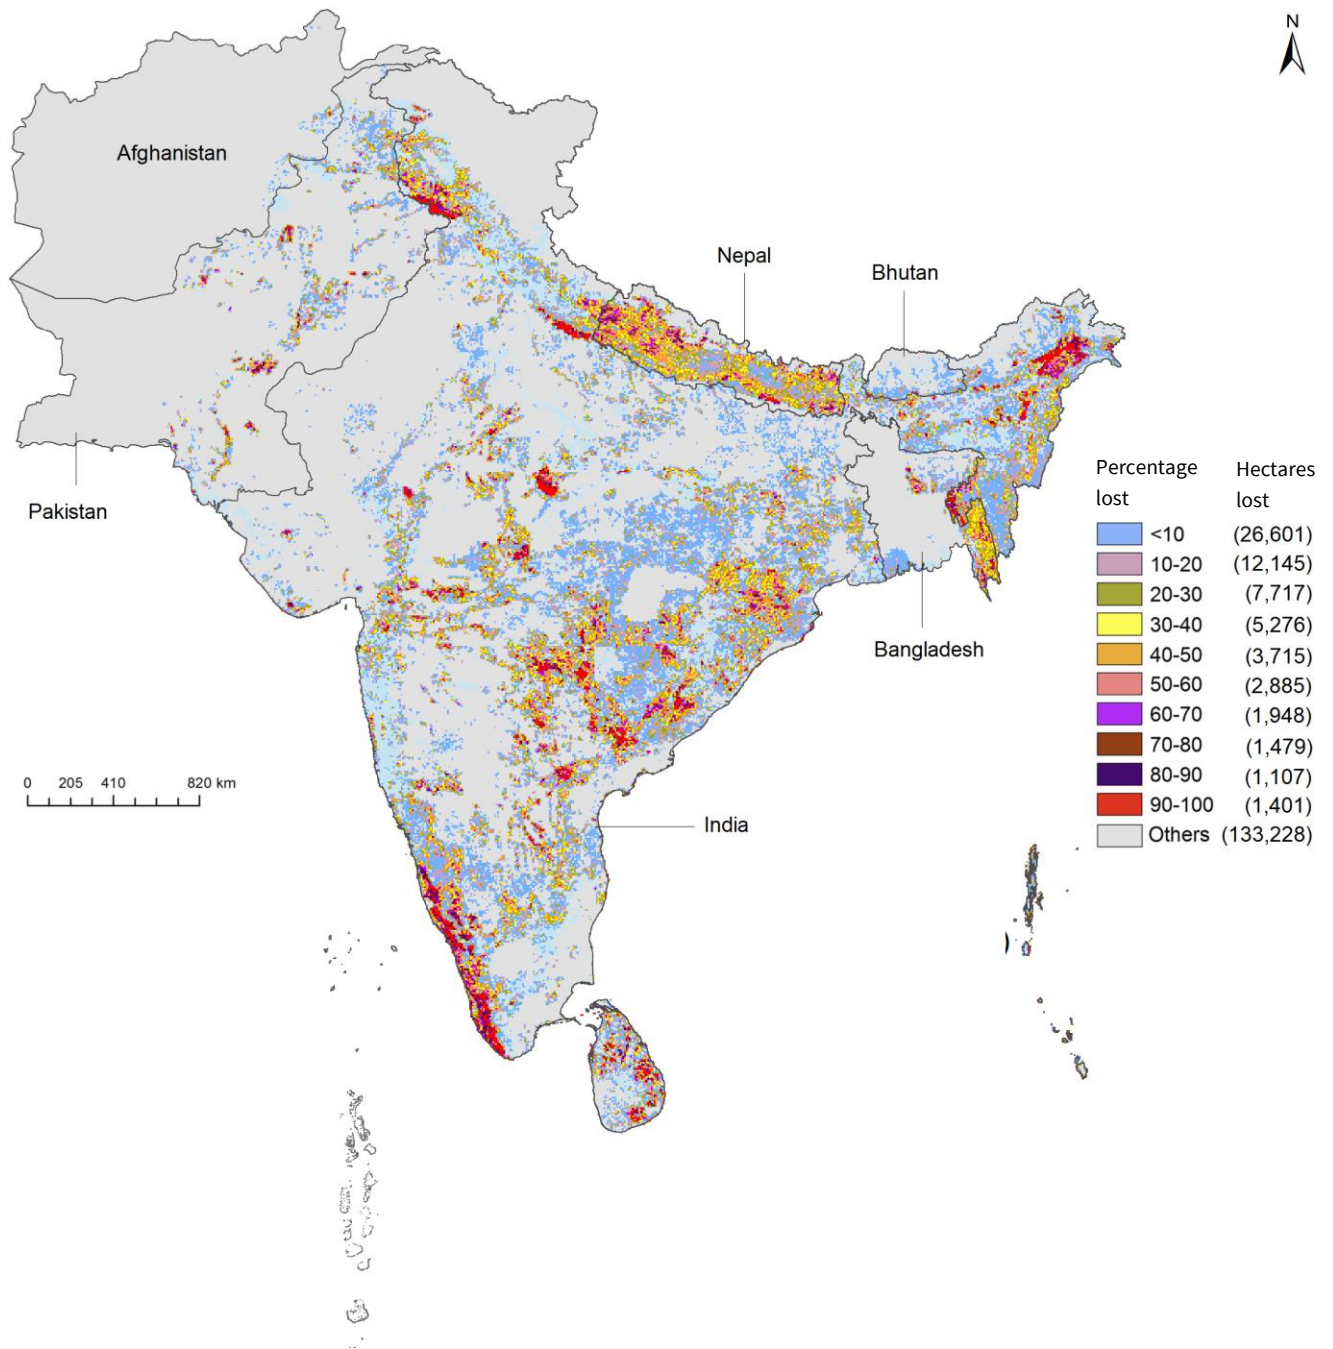 N
Afghanistan
Nepal
Bhutan
Pakistan
Bangladesh
India
0 205 410 820 km
Percentage lost Hectares lost
<10 (26,601)
10-20 (12,145)
20-30 (7,717)
30-40 (5,276)
40-50 (3,715)
50-60 (2,885)
60-70 (1,948)
70-80 (1,479)
80-90 (1,107)
90-100 (1,401)
Others (133,228)